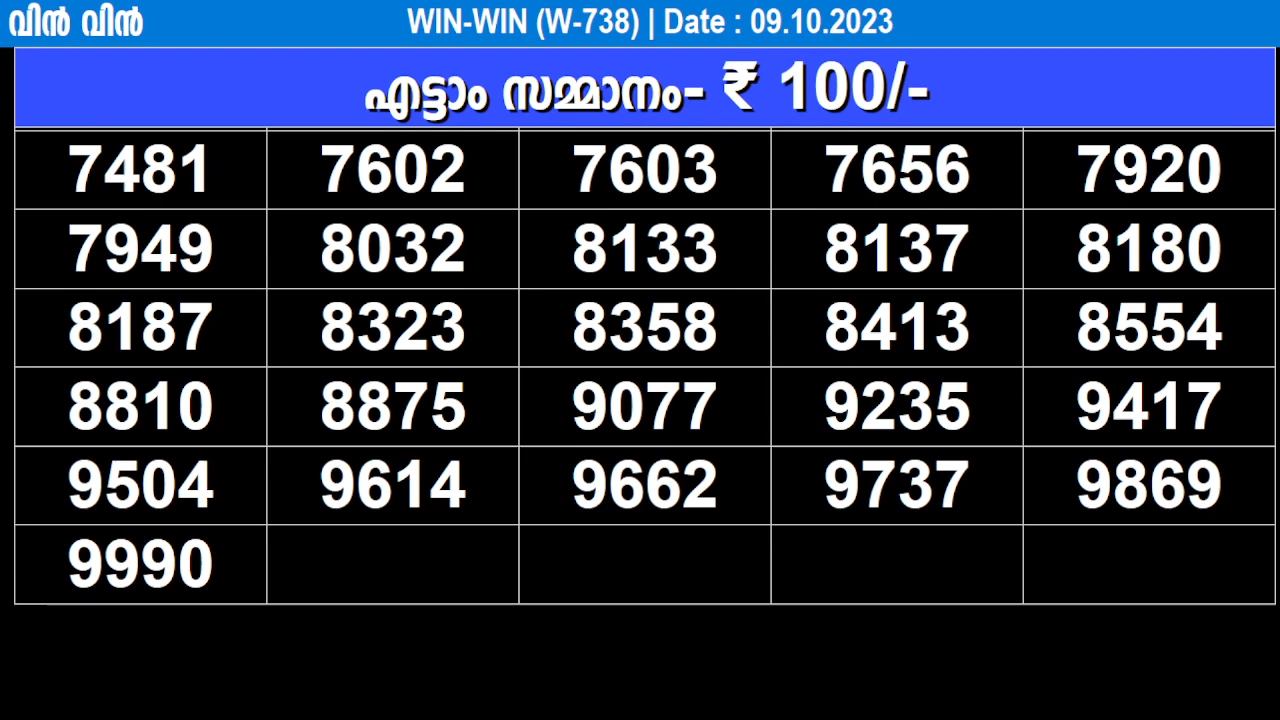 വിൻ വിൻ WIN-WIN (W-738) | Date : 09.10.2023
എട്ടാം സമ്മാനം- ₹ 100/-
7481 7602 7603 7656 7920
7949 8032 8133 8137 8180
8187 8323 8358 8413 8554
8810 8875 9077 9235 9417
9504 9614 9662 9737 9869
9990